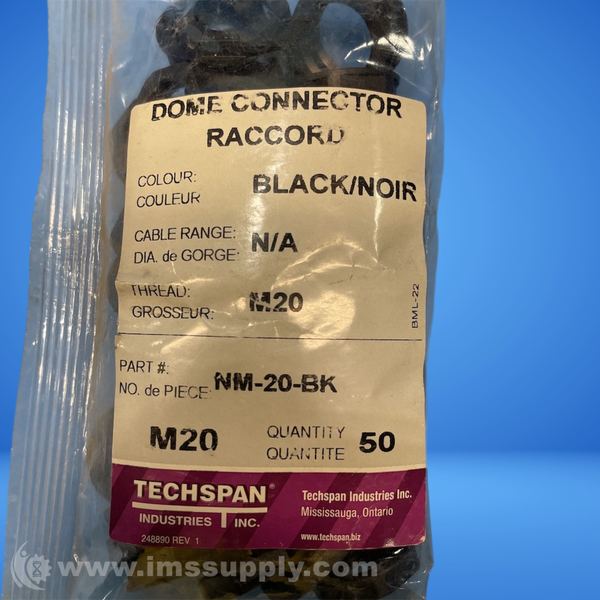 DOME CONNECTOR
RACCORD
COLOUR: BLACK/NOIR
COULEUR
CABLE RANGE: N/A
DIA. de GORGE:
THREAD: M20
GROSSEUR:
BML-22
PART #: NM-20-BK
NO. de PIECE:
M20 QUANTITY 50
QUANTITE
TECHSPAN®
INDUSTRIES INC.
248890 REV 1
Techspan Industries Inc.
Mississauga, Ontario
www.techspan.biz
www.imssupply.com